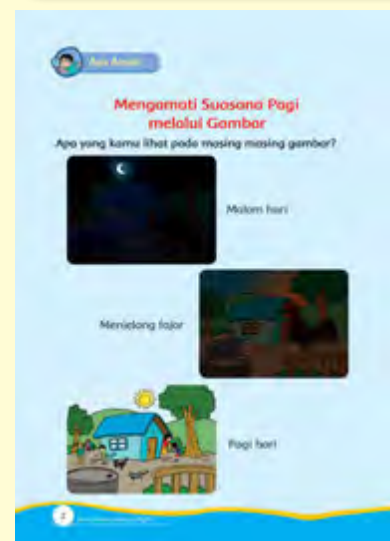 Ayo Amati
Mengamati Suasana Pagi
melalui Gambar
Apa yang kamu lihat pada masing masing gambar?
Malam hari
Menjelang fajar
Pagi hari
2